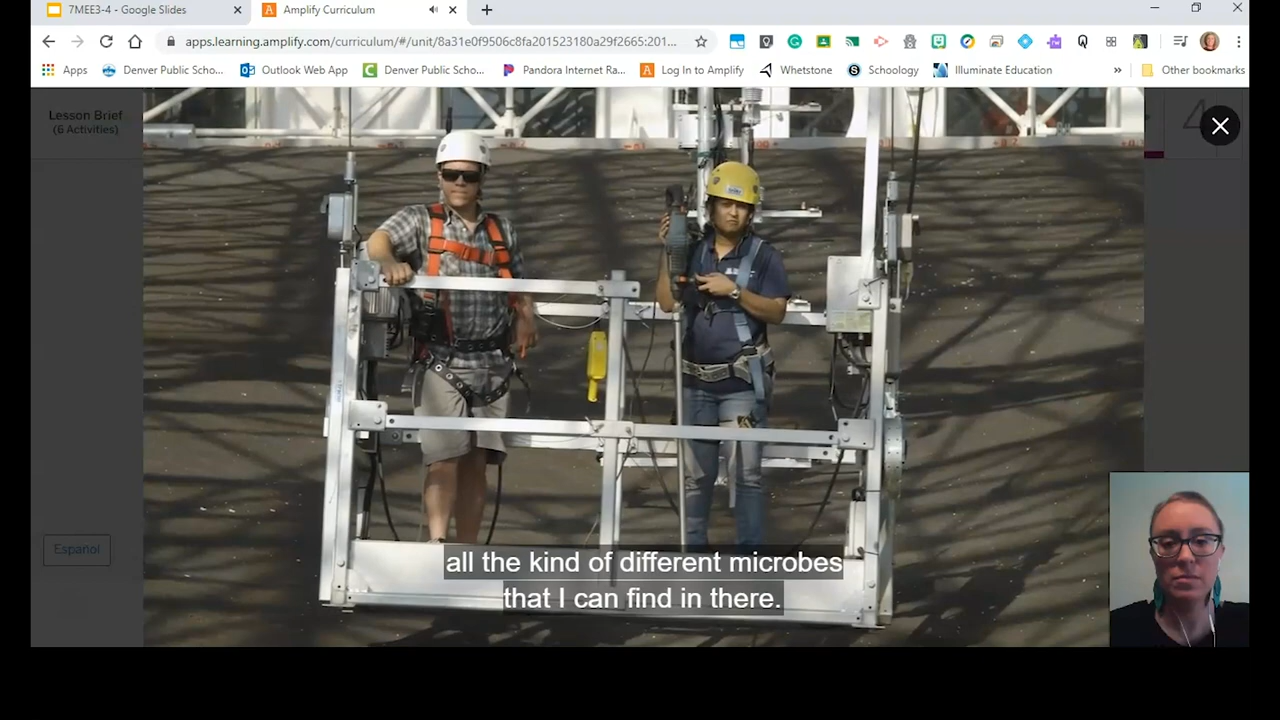 7MEE3-4 - Google Slides
Amplify Curriculum
apps.learning.amplify.com/curriculum/#/unit/8a31e0f9506c8fa201523180a29f2665:201...
Apps
Denver Public Scho...
Outlook Web App
Denver Public Scho...
Pandora Internet Ra...
Log In to Amplify
Whetstone
Schoology
Illuminate Education
»
Other bookmarks
Lesson Brief
(6 Activities)
4
Español
all the kind of different microbes
that I can find in there.